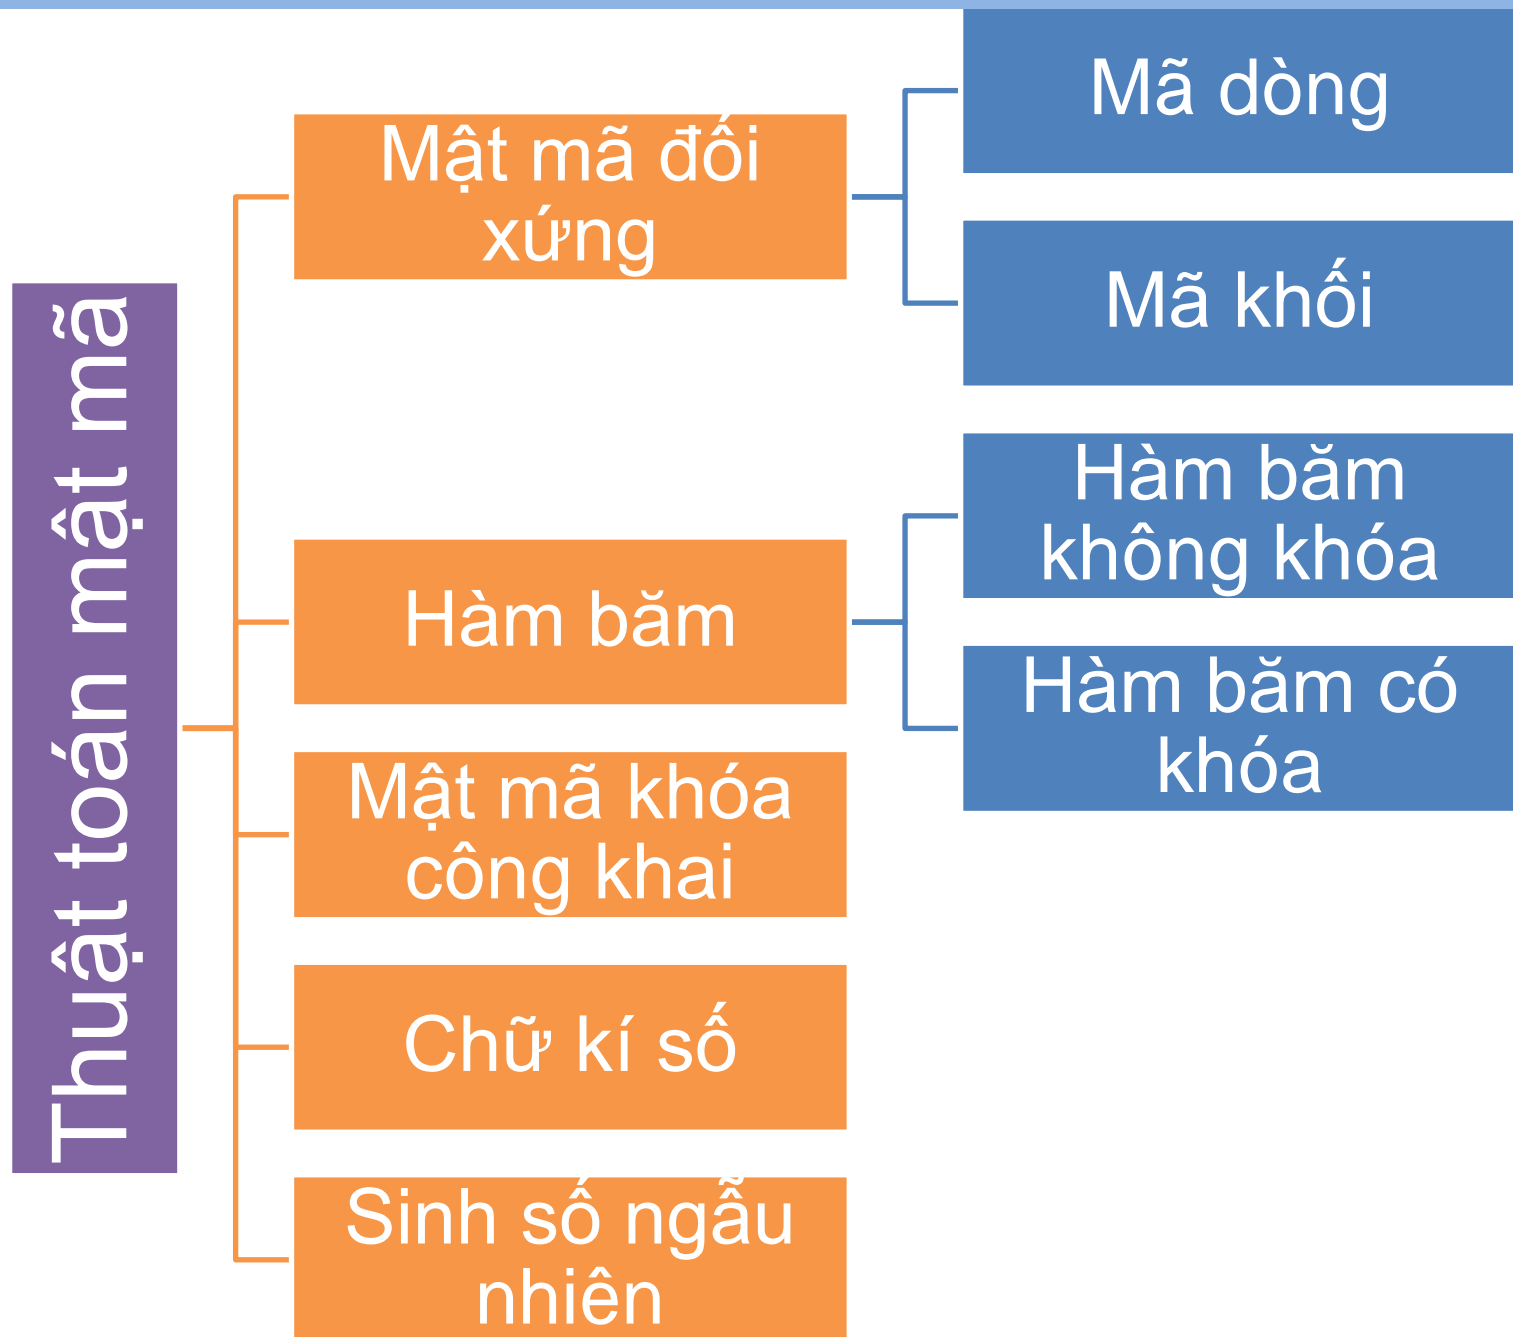 Thuật toán mật mã
Mật mã đối
xứng
Mã dòng
Mã khối
Hàm băm
Hàm băm
không khóa
Hàm băm có
khóa
Mật mã khóa
công khai
Chữ kí số
Sinh số ngẫu
nhiên